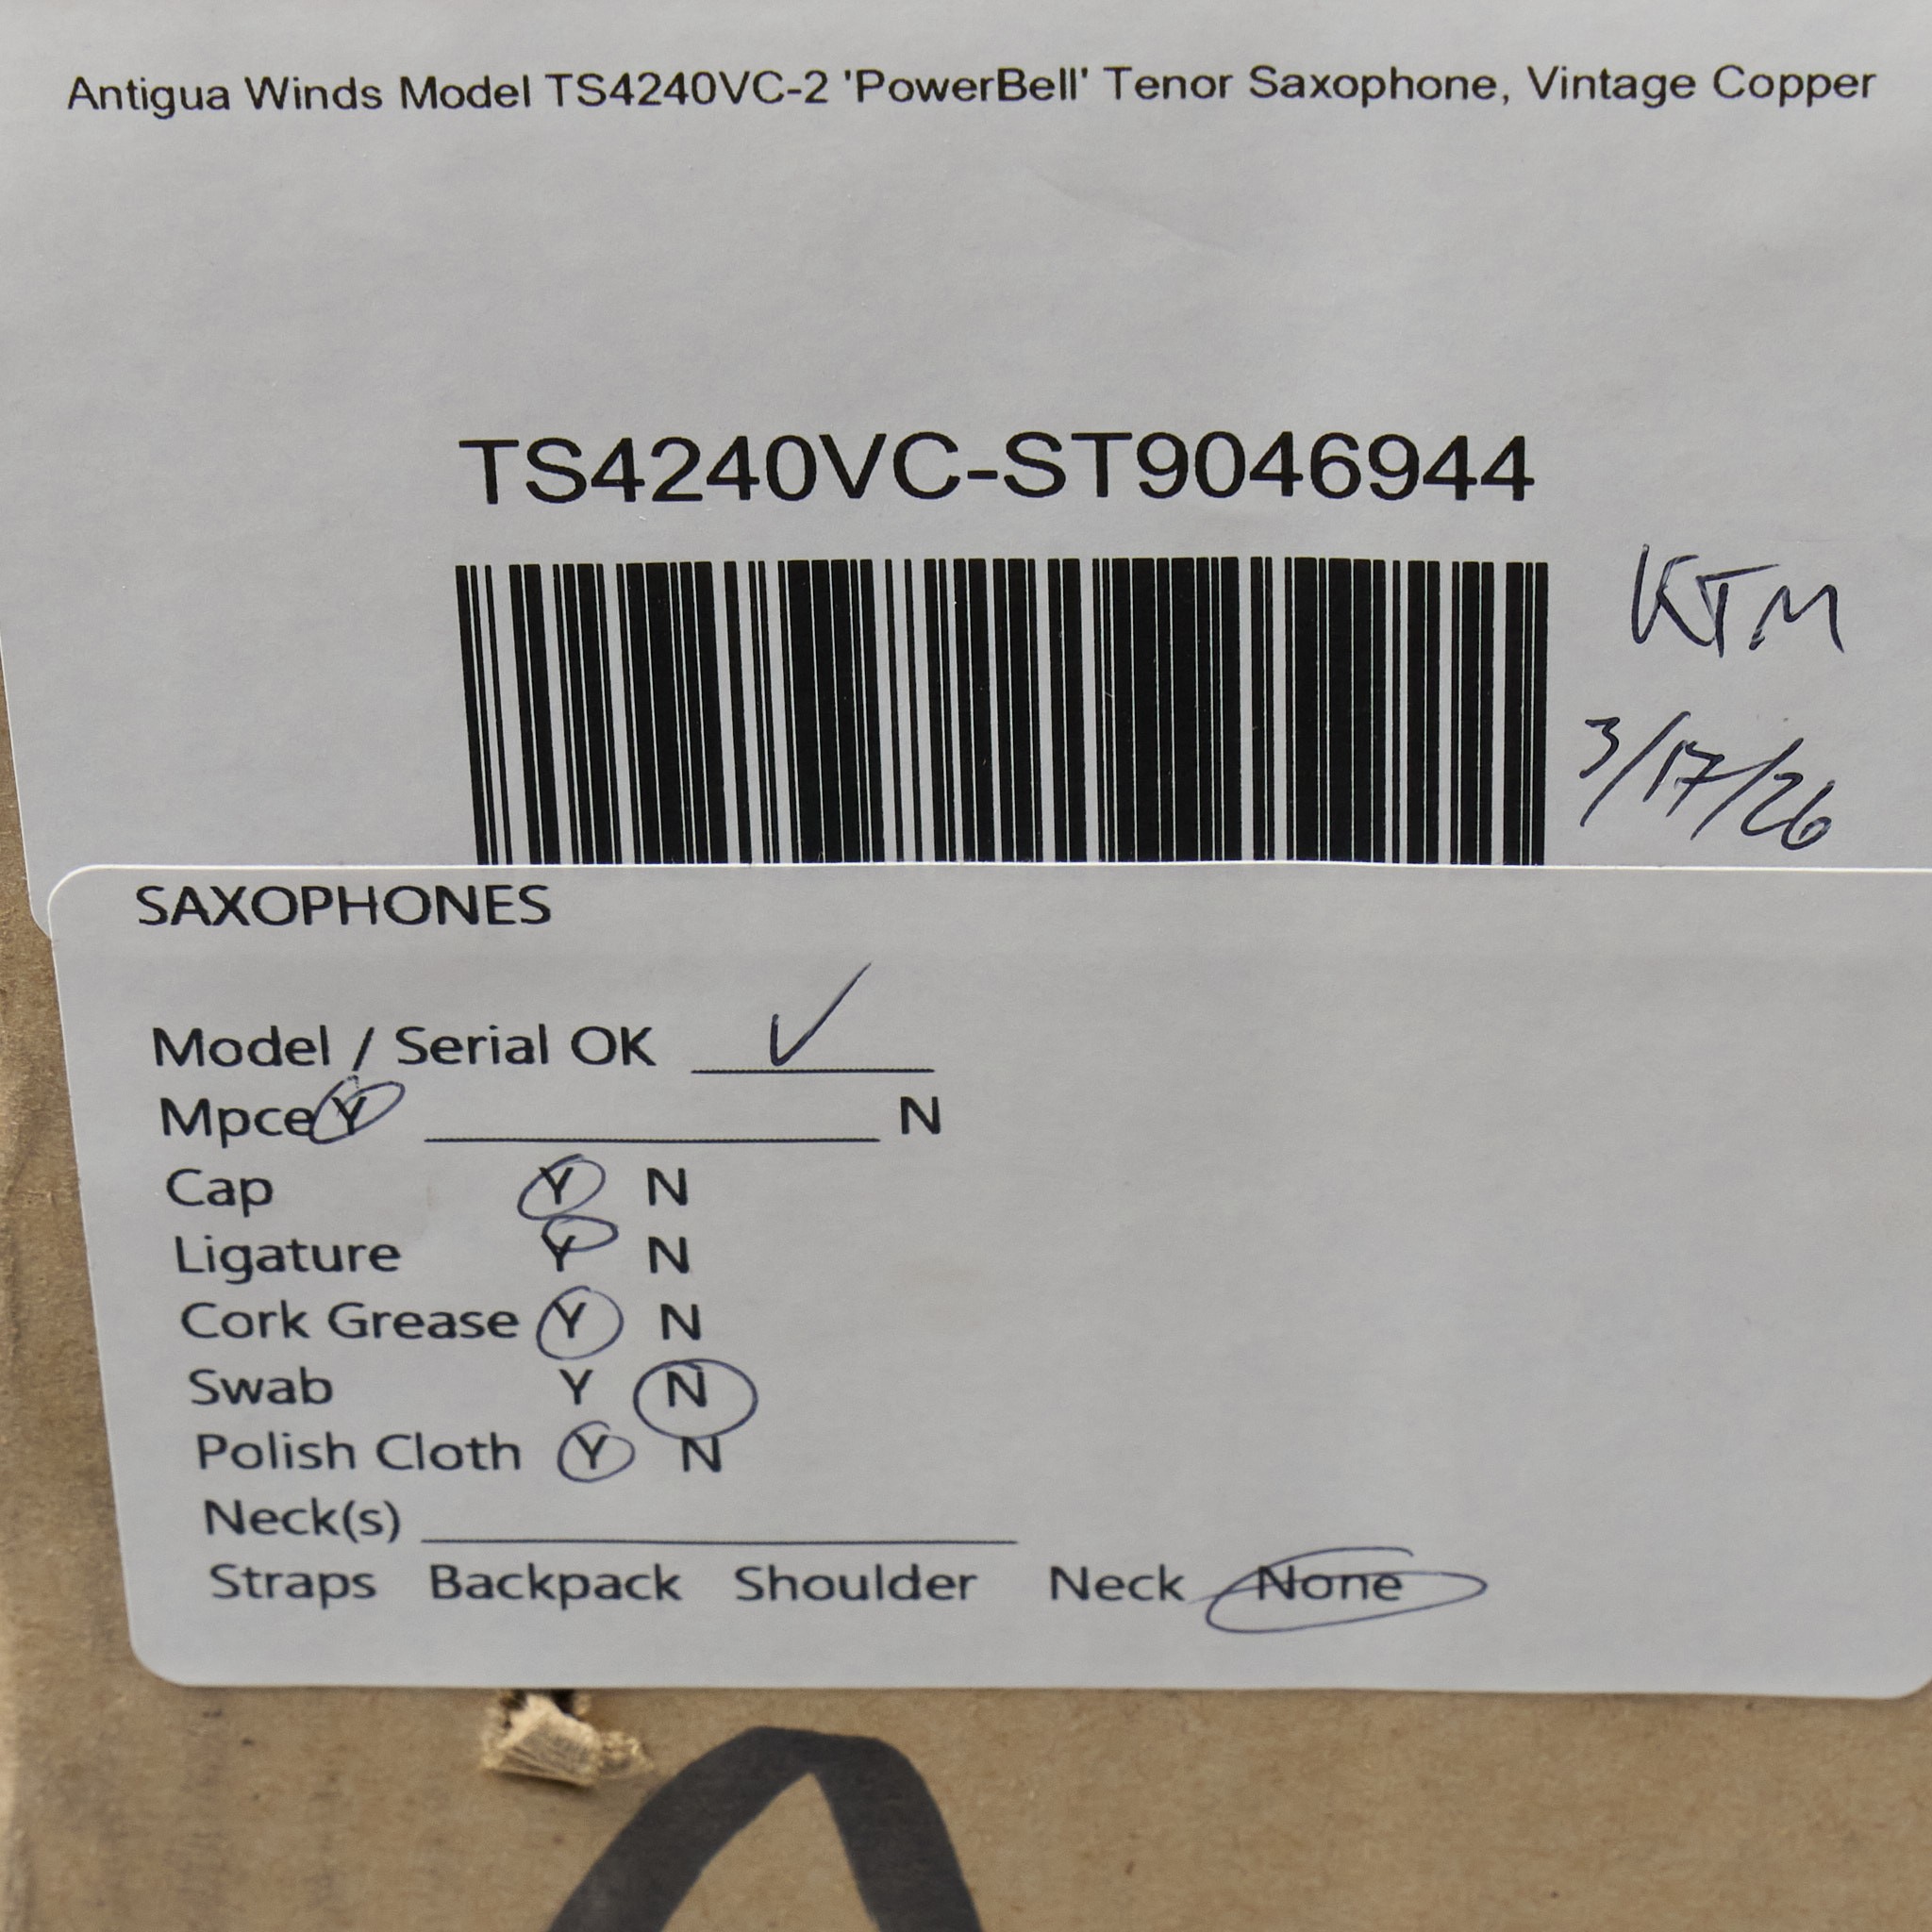 Antigua Winds Model TS4240VC-2 'PowerBell' Tenor Saxophone, Vintage Copper
TS4240VC-ST9046944
KTM
3/17/26
SAXOPHONES
Model / Serial OK ✓
Mpce Y N
Cap Y N
Ligature Y N
Cork Grease Y N
Swab Y N
Polish Cloth Y N
Neck(s)
Straps Backpack Shoulder Neck None